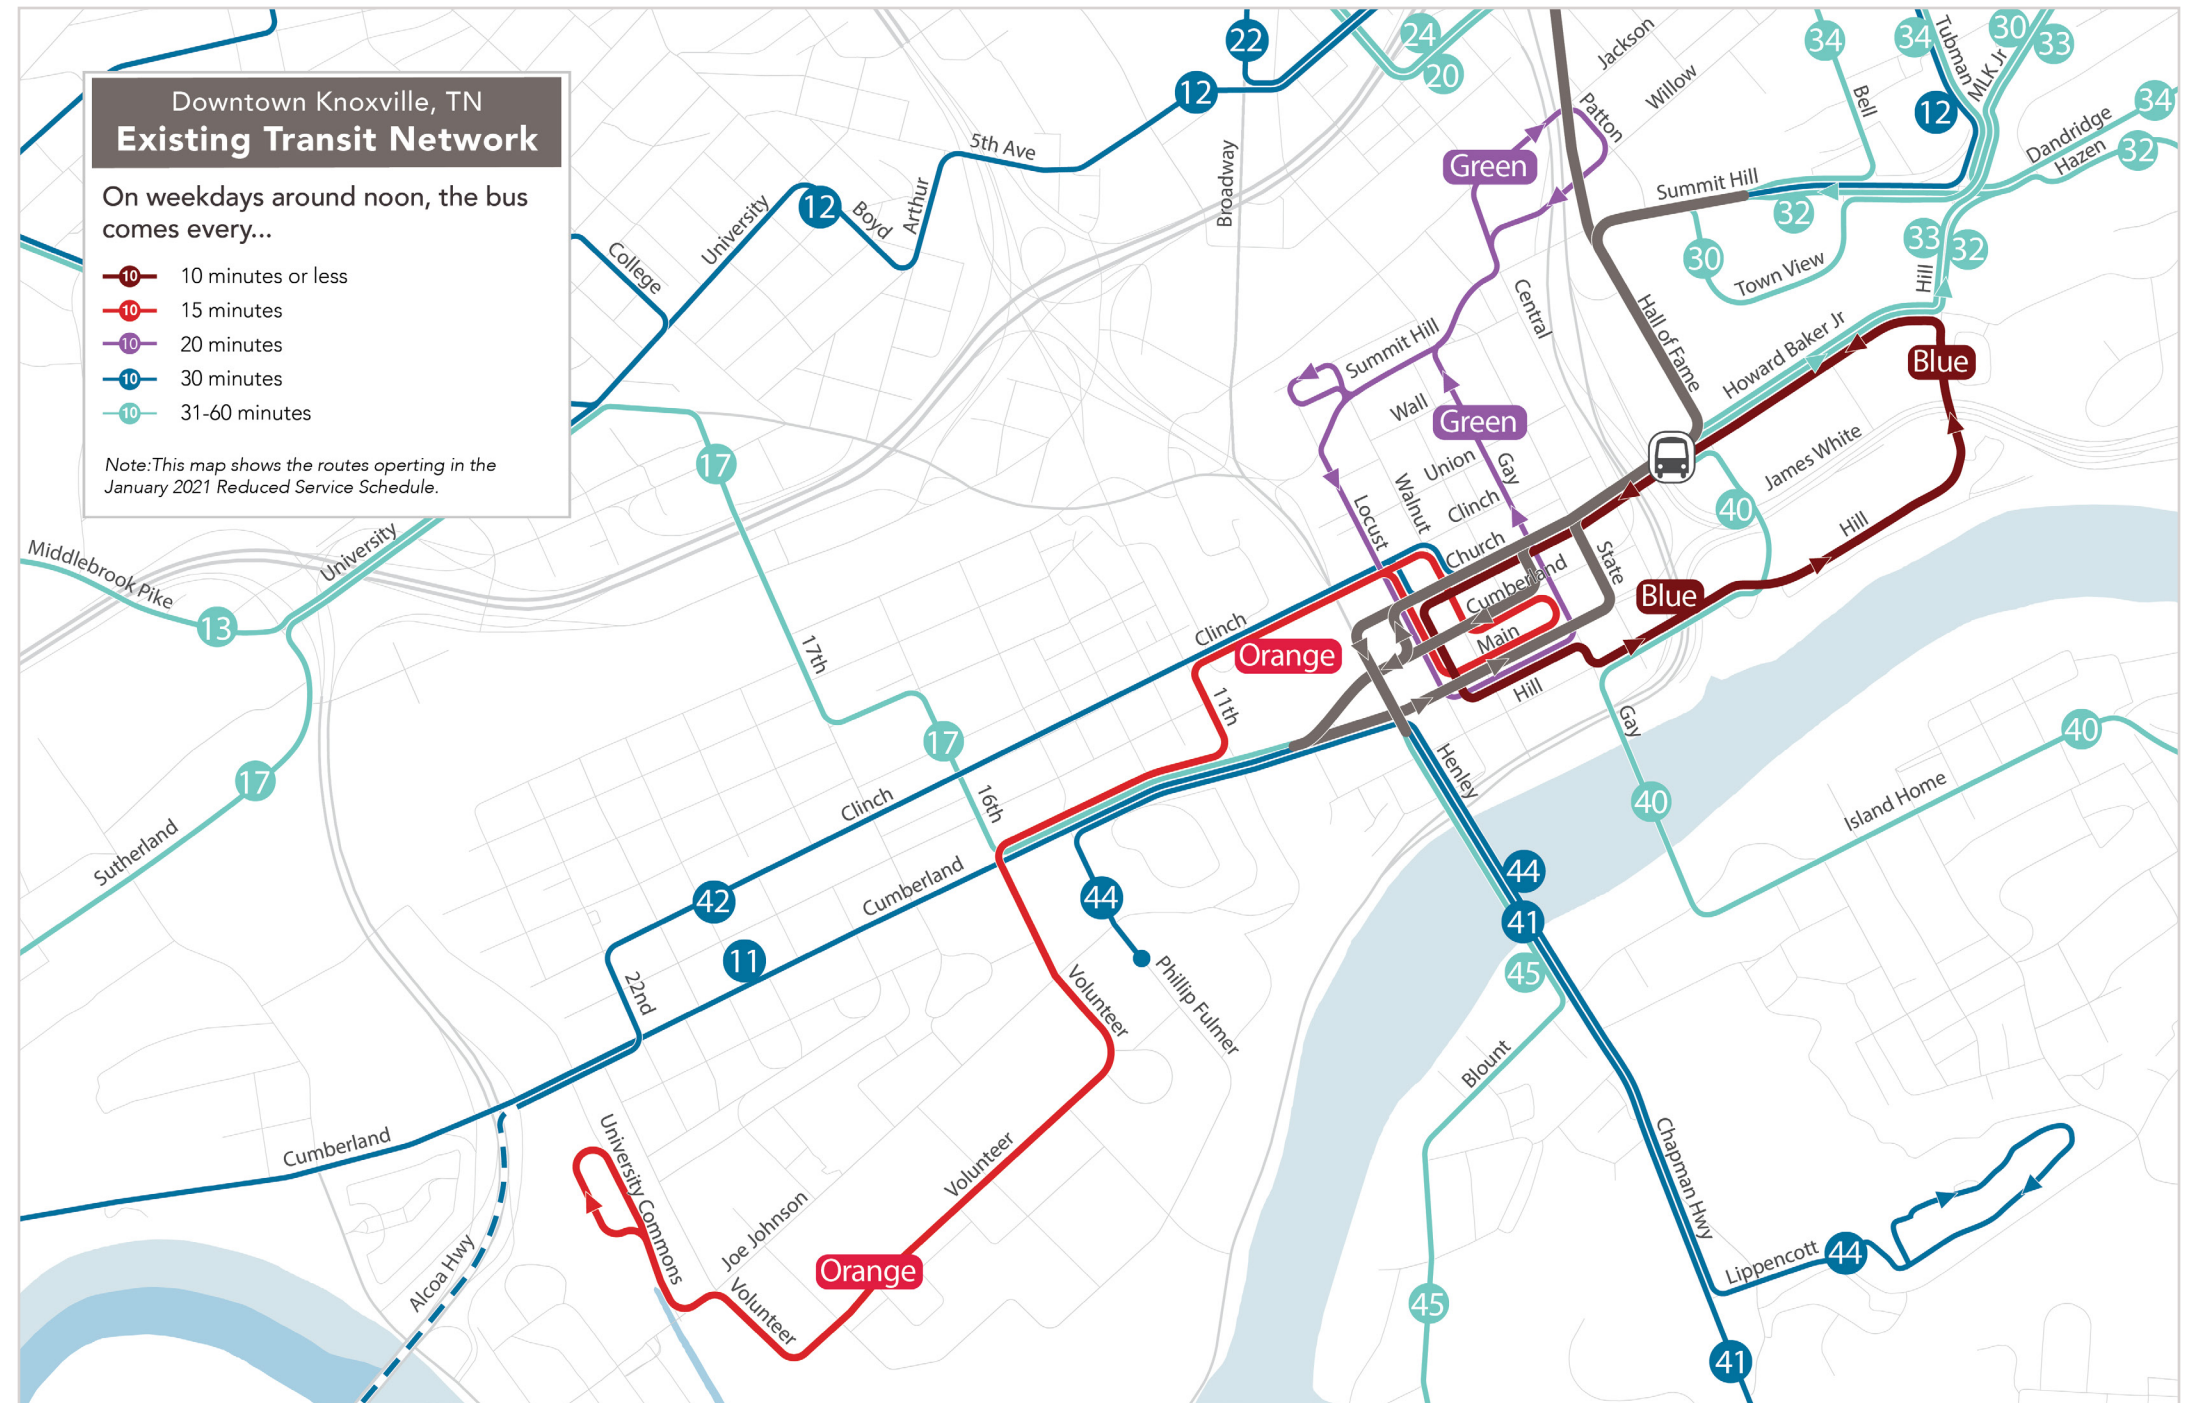 Downtown Knoxville, TN
Existing Transit Network
On weekdays around noon, the bus
comes every...
10 10 minutes or less
10 15 minutes
10 20 minutes
10 30 minutes
10 31-60 minutes
Note:This map shows the routes operting in the
January 2021 Reduced Service Schedule.
22
24
20
12
5th Ave
Broadway
Arthur
Boyd
12
University
College
Green
Patton
Jackson
Willow
34
34
Tubman
30
33
MLK Jr
Bell
12
34
Dandridge
Hazen
32
Summit Hill
32
30
Town View
33
32
Hill
Central
Hall of Fame
Howard Baker Jr
Blue
Summit Hill
Wall
Green
Union
Gay
Walnut
Clinch
Locust
Church
Cumberland
State
Main
Hill
James White
40
Hill
Blue
17
University
Middlebrook Pike
13
17
Sutherland
17th
17
16th
Clinch
Orange
11th
Clinch
42
Cumberland
11
22nd
44
Phillip Fulmer
Henley
Gay
40
40
Island Home
44
41
45
Blount
Volunteer
Volunteer
Cumberland
Alcoa Hwy
University Commons
Joe Johnson
Volunteer
Orange
Chapman Hwy
Lippencott
44
45
41